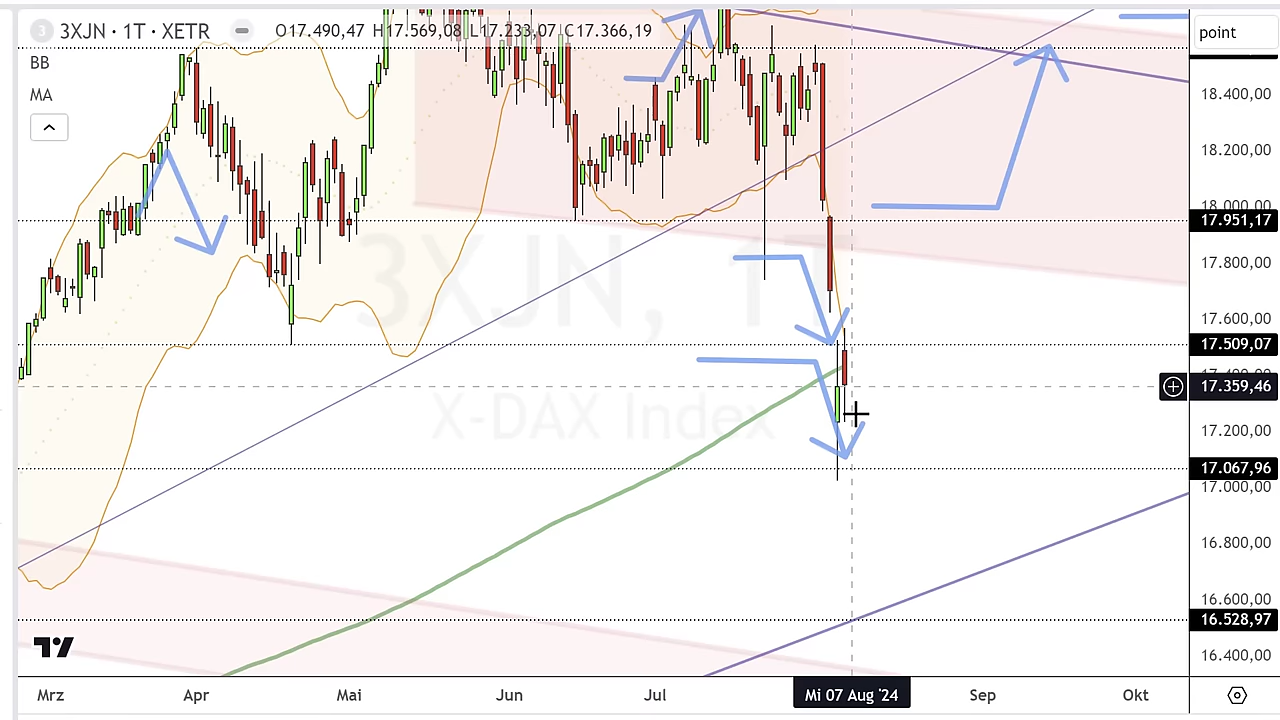 3XJN · 1T · XETR O17.490,47 H17.569,08 L17.233,07 C17.366,19
BB
MA
point
18.400,00
18.200,00
18.000,00
17.951,17
17.800,00
17.600,00
17.509,07
17.400,00
17.359,46
17.200,00
17.067,96
17.000,00
16.800,00
16.600,00
16.528,97
16.400,00
3XJN, 1T
X-DAX Index
Mrz Apr Mai Jun Jul Mi 07 Aug '24 Sep Okt